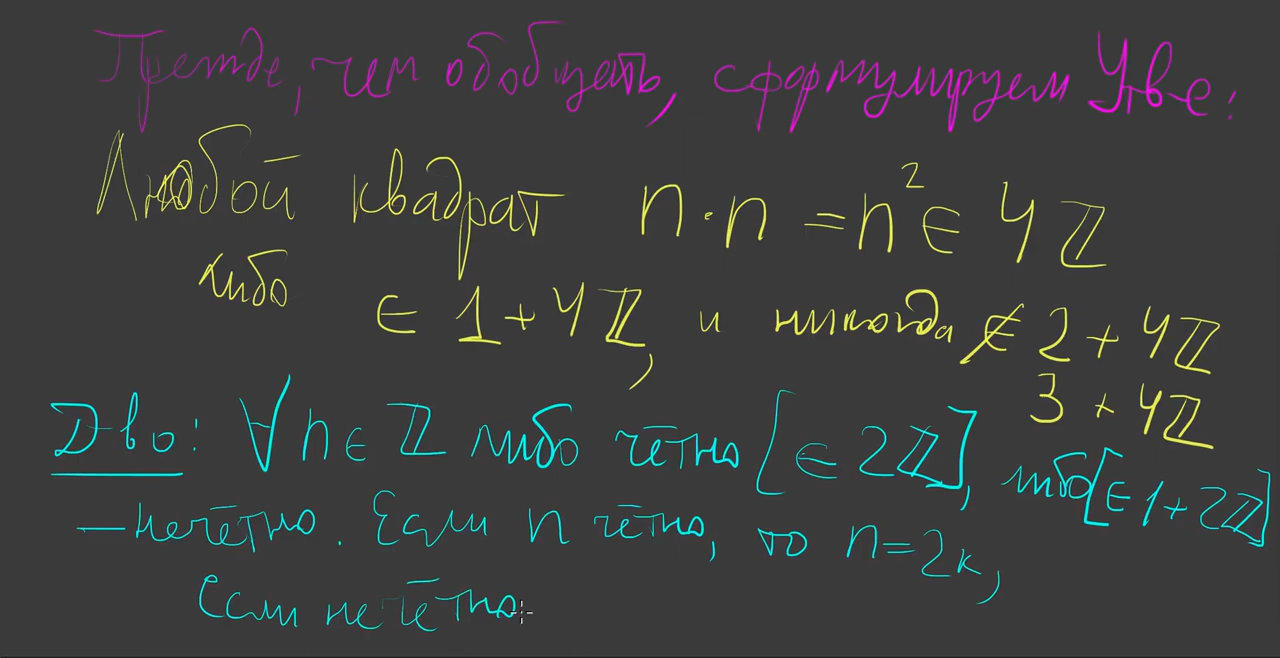 Прежде, чем обобщать, сформулируем Утв-е:
Любой квадрат n·n = n² ∈ 4ℤ
либо ∈ 1 + 4ℤ, и никогда ∉ 2 + 4ℤ
3 + 4ℤ
Д-во: ∀n∈ℤ либо чётно [∈ 2ℤ], либо [∈ 1 + 2ℤ]
— нечётно. Если n чётно, то n = 2k,
Если нечётно